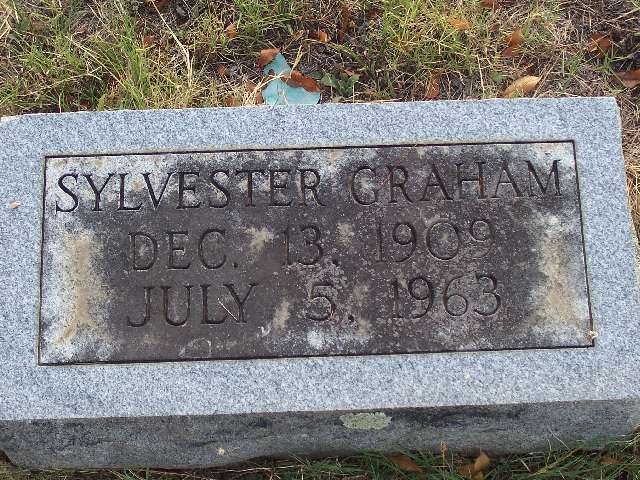 SYLVESTER GRAHAM
DEC. 13. 1909
JULY 5, 1963